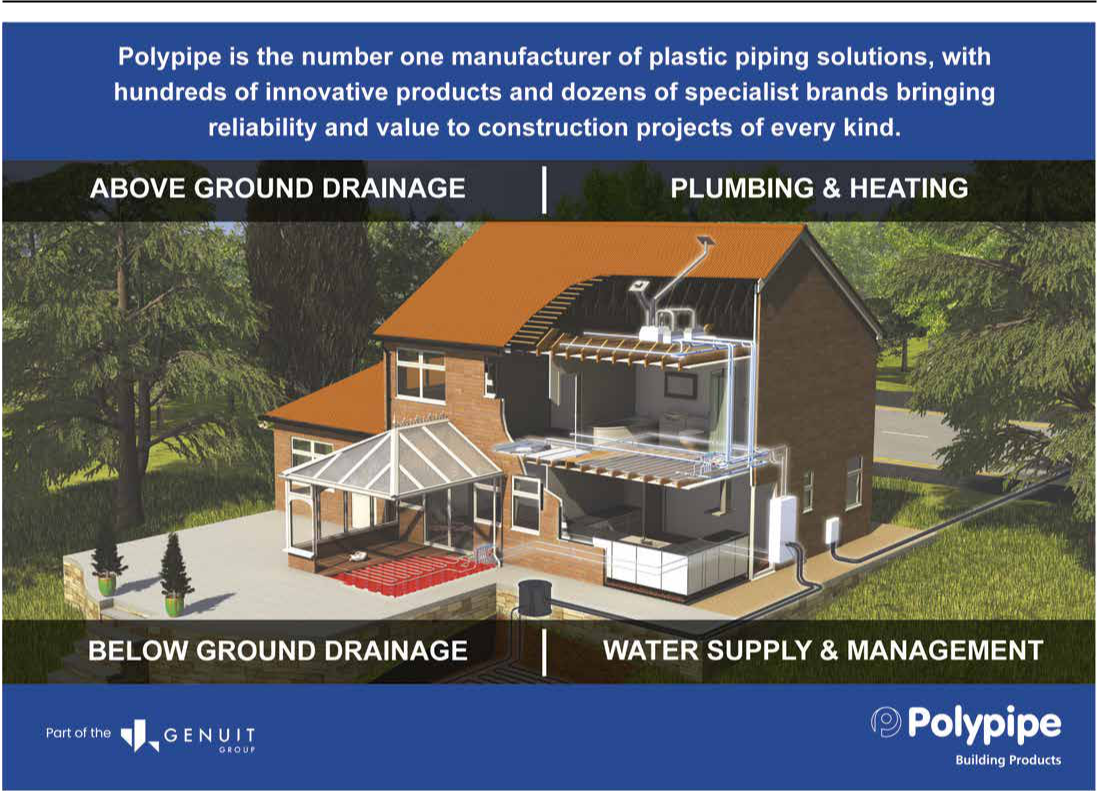 Polypipe is the number one manufacturer of plastic piping solutions, with
hundreds of innovative products and dozens of specialist brands bringing
reliability and value to construction projects of every kind.
ABOVE GROUND DRAINAGE
PLUMBING & HEATING
BELOW GROUND DRAINAGE
WATER SUPPLY & MANAGEMENT
Part of the
GENUIT
GROUP
Polypipe
Building Products